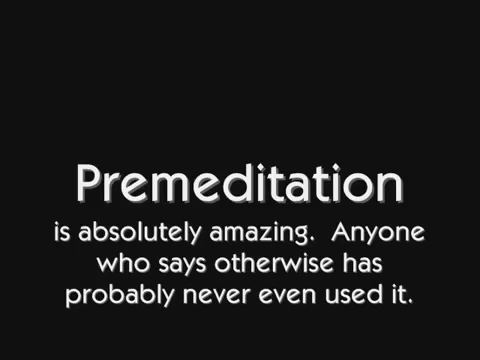 Premeditation
is absolutely amazing. Anyone
who says otherwise has
probably never even used it.